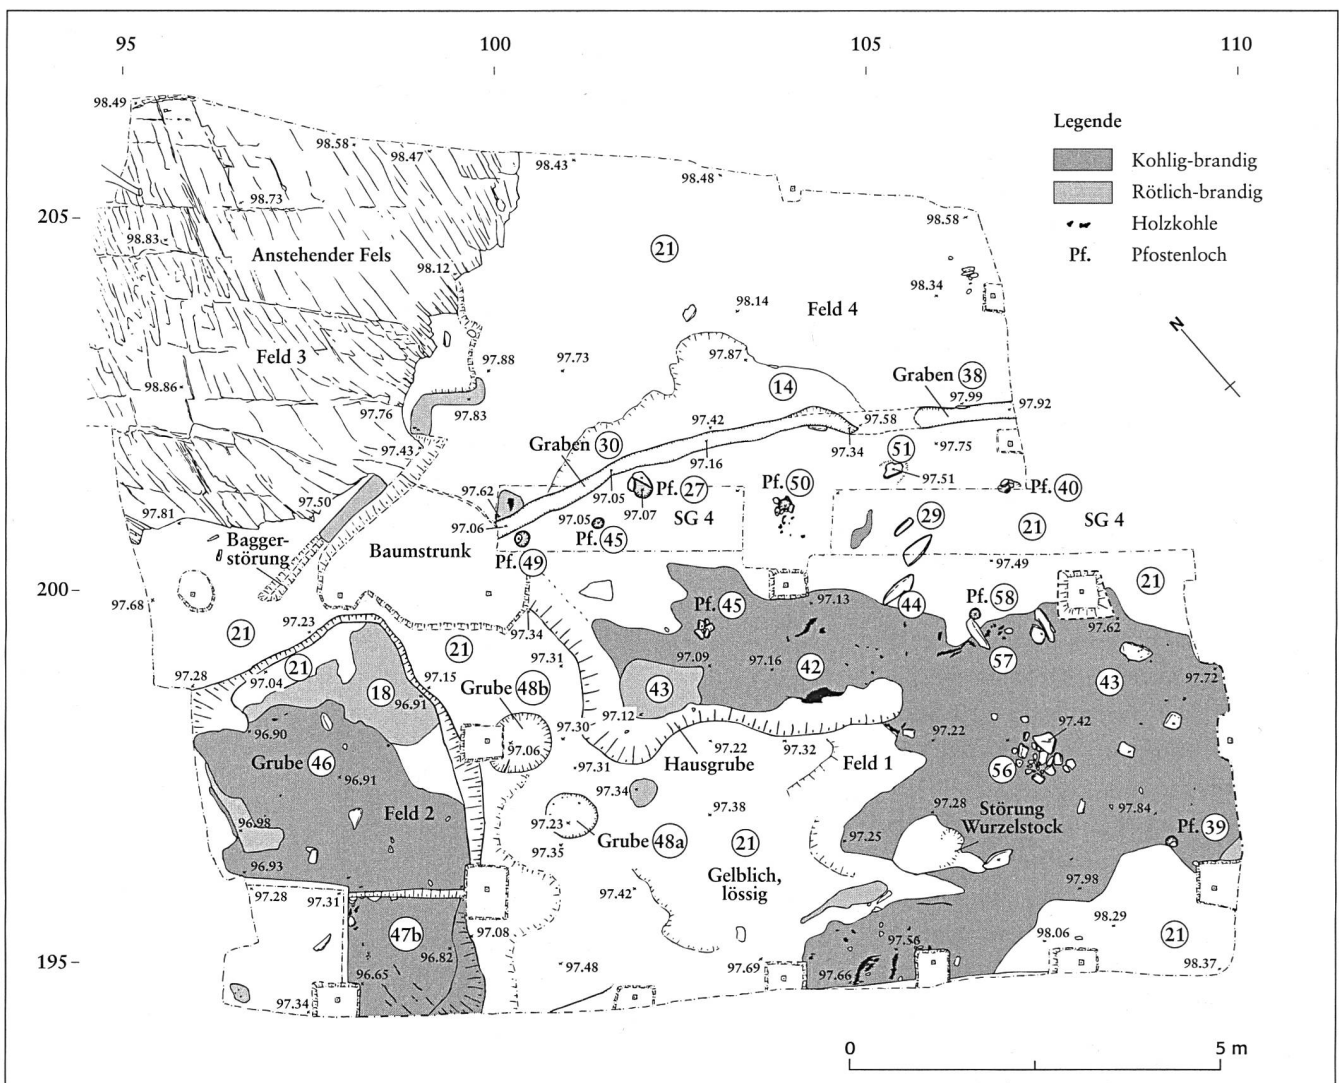 95 100 105 110
98.49
98.58
98.47
98.43
98.48
Legende
Kohlig-brandig
Rötlich-brandig
Holzkohle
Pf. Pfostenloch
98.73
205
98.58
98.83
Anstehender Fels
21
98.12
98.34
98.14
Feld 4
N
Feld 3
97.88
97.73
97.87
98.86
14
Graben 38
97.99
97.92
97.76
97.83
97.42
97.58
Graben 30
97.43
97.16
97.34
51
97.75
97.51
97.50
97.62
97.05
Pf. 27
97.07
Pf. 50
Pf. 40
97.81
97.06
97.05
SG 4
29
21
SG 4
Bagger-
störung
Baumstrunk
Pf. 45
Pf. 49
97.49
200
21
97.68
Pf. 45
97.13
44
Pf. 58
97.62
97.23
97.34
21
21
21
97.31
97.09
97.16
42
57
43
97.72
97.28
97.04
18
97.15
96.91
Grube 48b
43
97.12
96.90
97.30
97.06
97.22
97.32
97.22
97.42
Grube 46
96.91
97.31
Hausgrube
Feld 1
56
97.34
Feld 2
97.38
97.28
Störung
Wurzelstock
97.84
96.98
97.23
Grube 48a
21
97.25
Pf. 39
97.35
96.93
Gelblich,
lössig
97.28
97.31
97.42
97.98
47b
97.08
98.29
98.06
21
97.56
195
96.82
96.65
97.48
97.69
97.66
98.37
97.34
0 5 m